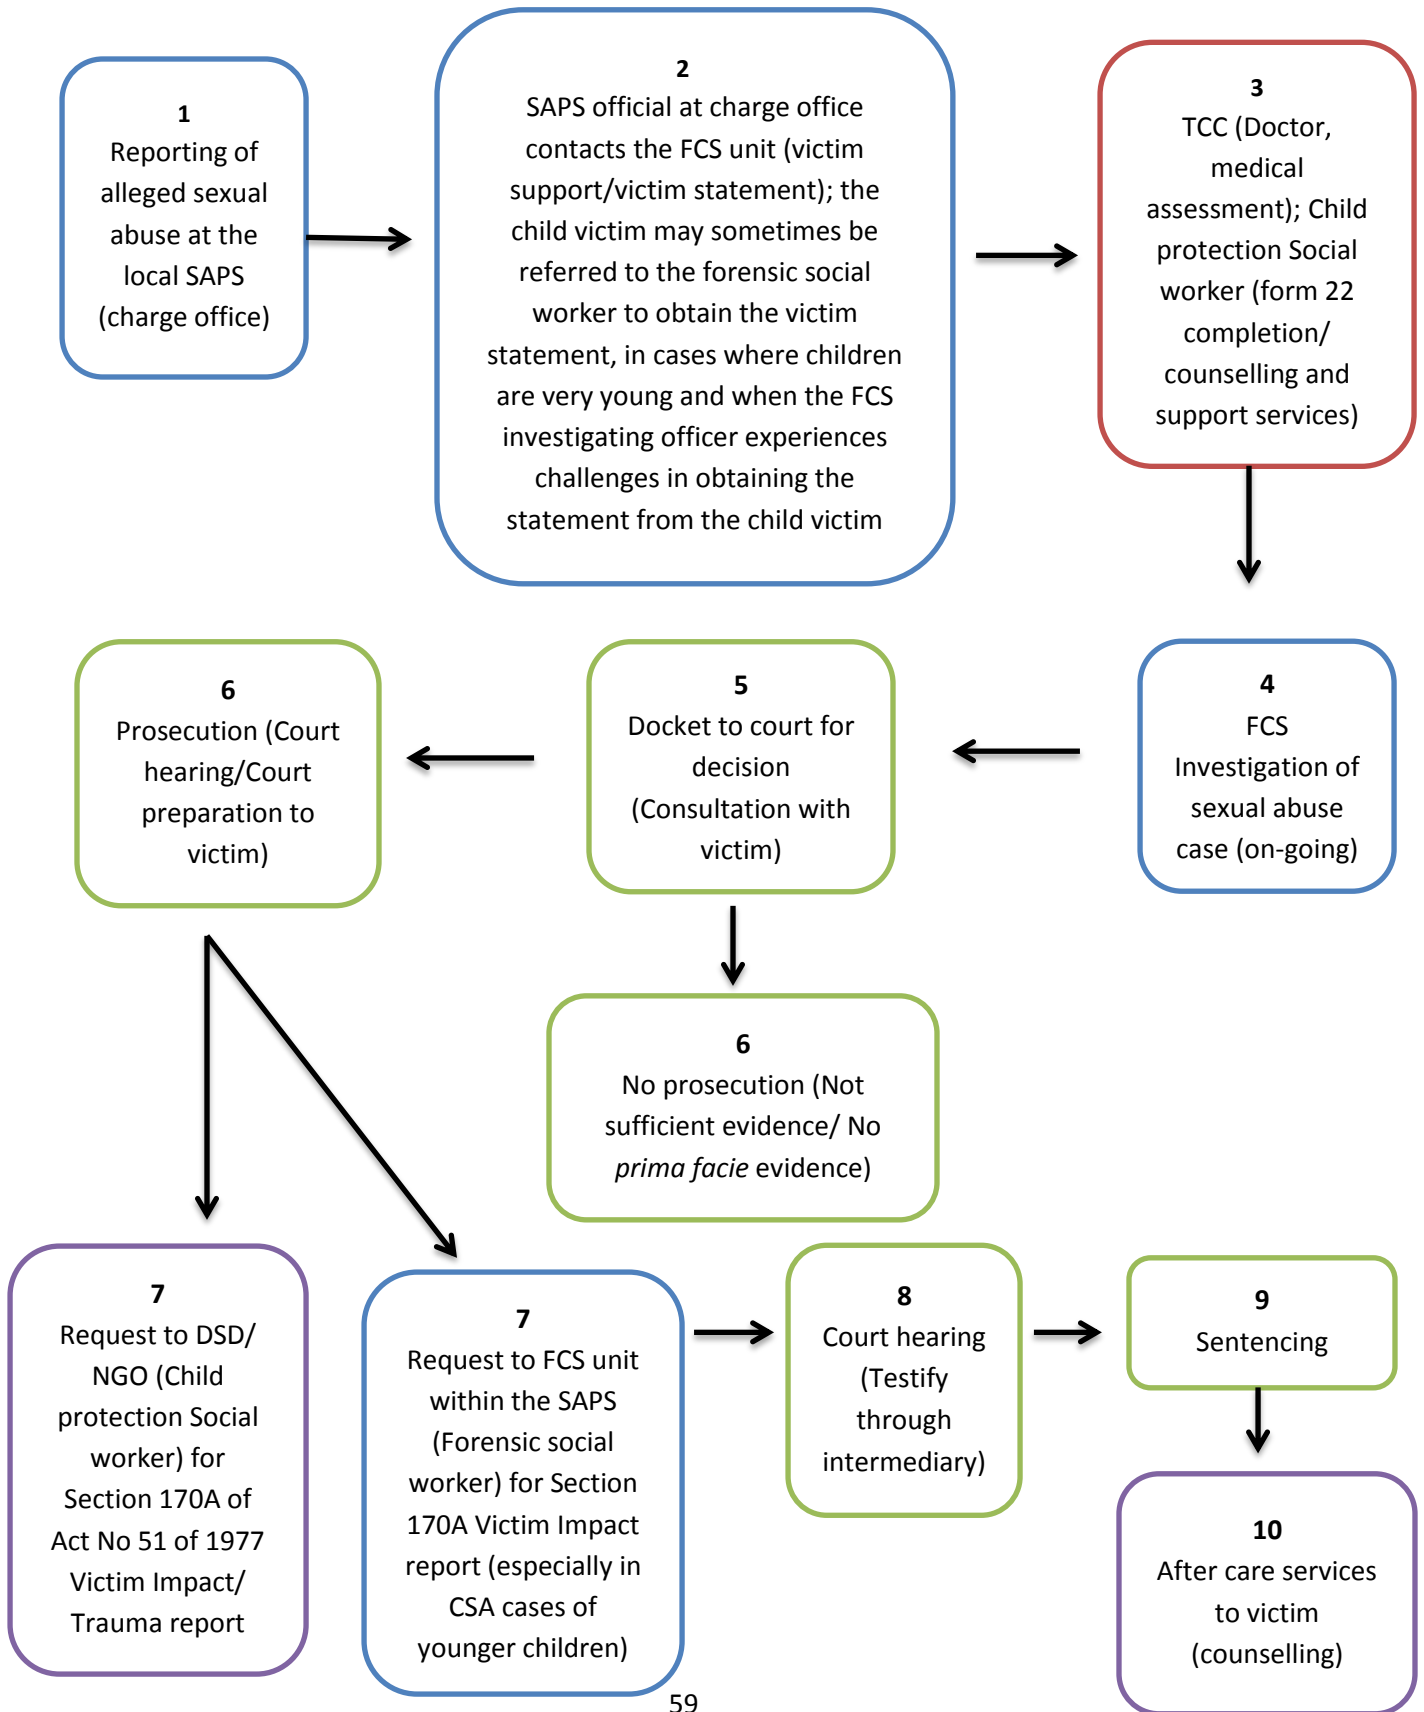 1
Reporting of
alleged sexual
abuse at the
local SAPS
(charge office)
2
SAPS official at charge office
contacts the FCS unit (victim
support/victim statement); the
child victim may sometimes be
referred to the forensic social
worker to obtain the victim
statement, in cases where children
are very young and when the FCS
investigating officer experiences
challenges in obtaining the
statement from the child victim
3
TCC (Doctor,
medical
assessment); Child
protection Social
worker (form 22
completion/
counselling and
support services)
4
FCS
Investigation of
sexual abuse
case (on-going)
5
Docket to court for
decision
(Consultation with
victim)
6
Prosecution (Court
hearing/Court
preparation to
victim)
6
No prosecution (Not
sufficient evidence/ No
prima facie evidence)
7
Request to DSD/
NGO (Child
protection Social
worker) for
Section 170A of
Act No 51 of 1977
Victim Impact/
Trauma report
7
Request to FCS unit
within the SAPS
(Forensic social
worker) for Section
170A Victim Impact
report (especially in
CSA cases of
younger children)
8
Court hearing
(Testify
through
intermediary)
9
Sentencing
10
After care services
to victim
(counselling)
59